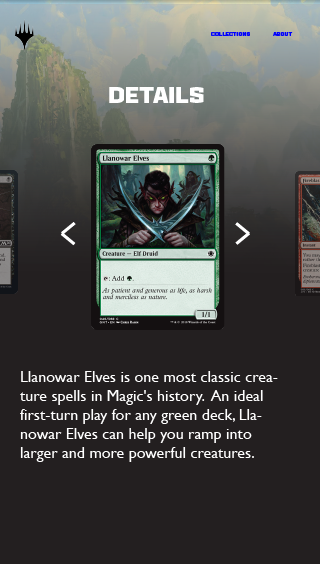 COLLECTIONS ABOUT
DETAILS
Llanowar Elves
Creature — Elf Druid
: Add .
As patient and generous as life, as harsh
and merciless as nature.
1/1
Llanowar Elves is one most classic crea-
ture spells in Magic's history. An ideal
first-turn play for any green deck, Lla-
nowar Elves can help you ramp into
larger and more powerful creatures.